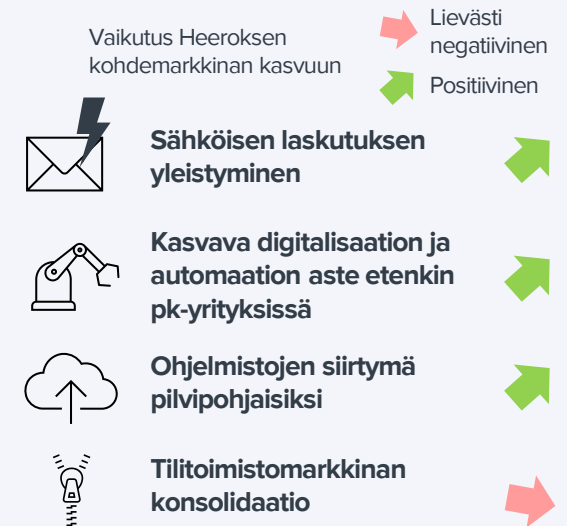 Vaikutus Heeroksen
kohdemarkkinan kasvuun
Lievästi
negatiivinen
Positiivinen
Sähköisen laskutuksen
yleistyminen
Kasvava digitalisaation ja
automaation aste etenkin
pk-yrityksissä
Ohjelmistojen siirtymä
pilvipohjaisiksi
Tilitoimistomarkkinan
konsolidaatio